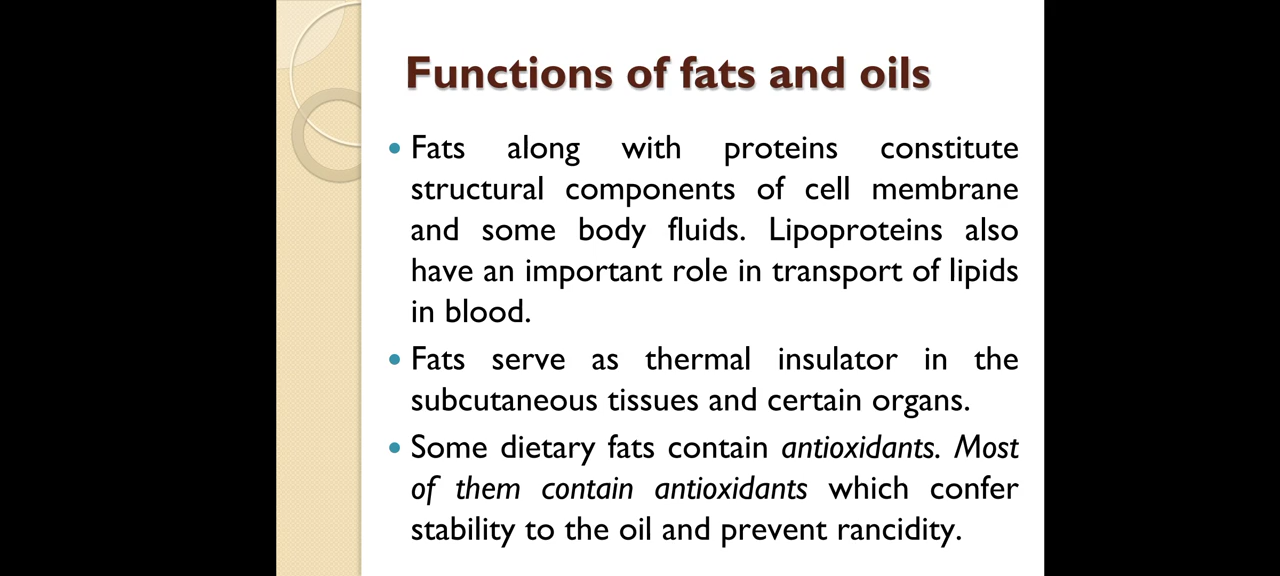 Functions of fats and oils
• Fats along with proteins constitute
structural components of cell membrane
and some body fluids. Lipoproteins also
have an important role in transport of lipids
in blood.
• Fats serve as thermal insulator in the
subcutaneous tissues and certain organs.
• Some dietary fats contain antioxidants. Most
of them contain antioxidants which confer
stability to the oil and prevent rancidity.